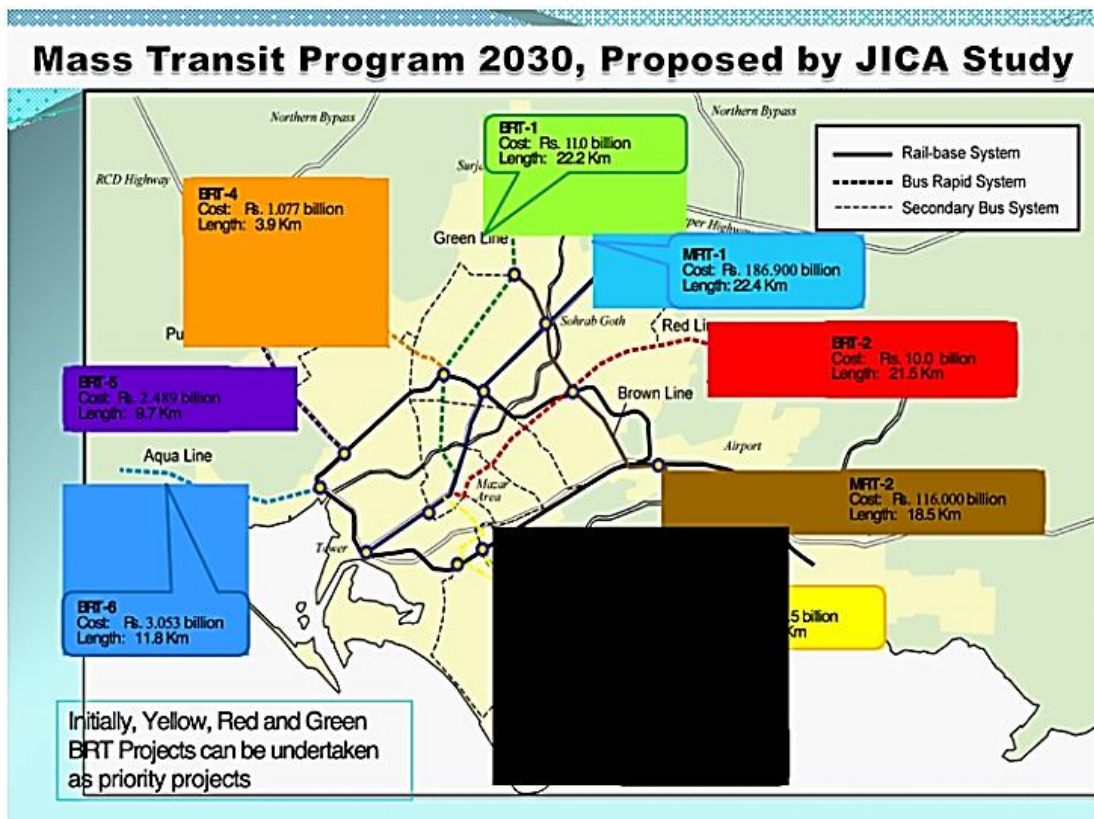 Mass Transit Program 2030, Proposed by JICA Study
Northern Bypass
Northern Bypass
RCD Highway
BRT-1
Cost: Rs. 11.0 billion
Length: 22.2 Km
Rail-base System
Bus Rapid System
Secondary Bus System
BRT-4
Cost: Rs. 1.077 billion
Length: 3.9 Km
Green Line
Highway
MRT-1
Cost: Rs. 186.900 billion
Length: 22.4 Km
Sohrab Goth
Red
BRT-2
Cost: Rs. 10.0 billion
Length: 21.5 Km
BRT-5
Cost: Rs. 2.489 billion
Length: 9.7 Km
Brown Line
Aqua Line
Airport
Mazar
Area
MRT-2
Cost: Rs. 116.000 billion
Length: 18.5 Km
Tower
BRT-6
Cost: Rs. 3.053 billion
Length: 11.8 Km
.5 billion
Km
Initially, Yellow, Red and Green
BRT Projects can be undertaken
as priority projects